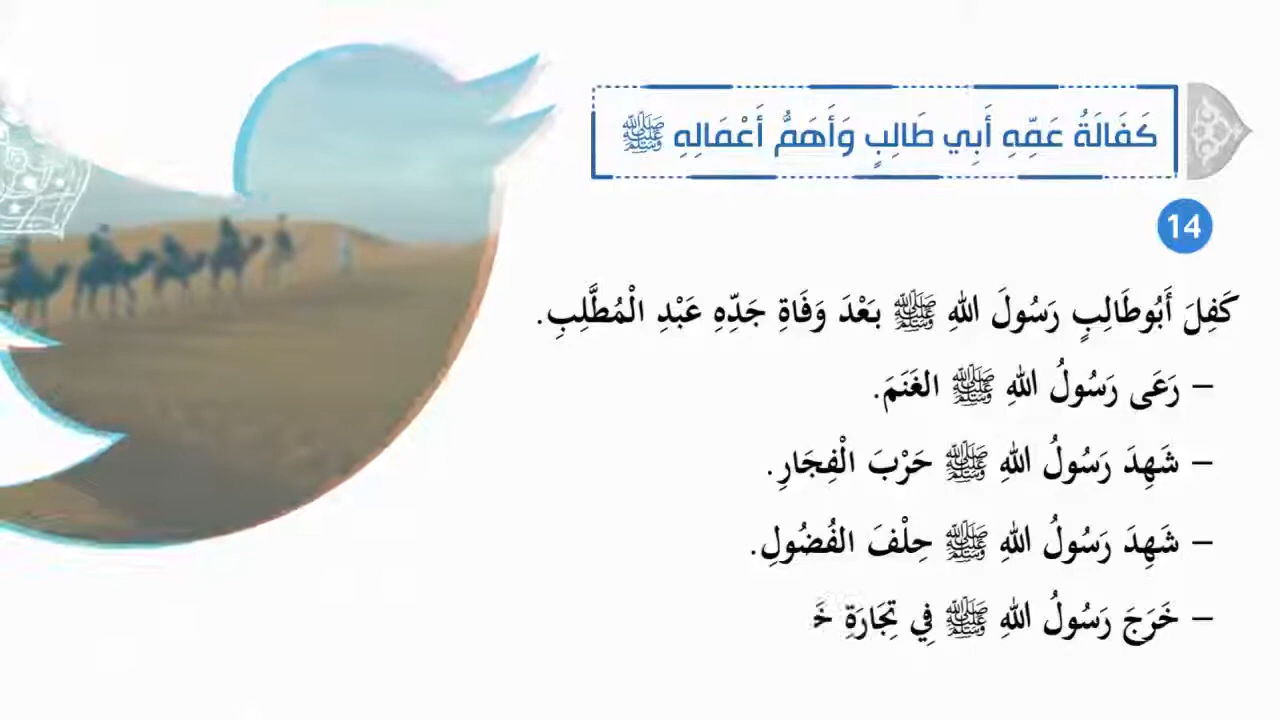 كَفَالَةُ عَمِّهِ أَبِي طَالِبٍ وَأَهَمُّ أَعْمَالِهِ ﷺ
14
كَفِلَ أَبُوطَالِبٍ رَسُولَ اللهِ ﷺ بَعْدَ وَفَاةِ جَدِّهِ عَبْدِ الْمُطَّلِبِ.
– رَعَى رَسُولُ اللهِ ﷺ الغَنَمَ.
– شَهِدَ رَسُولُ اللهِ ﷺ حَرْبَ الْفِجَارِ.
– شَهِدَ رَسُولُ اللهِ ﷺ حِلْفَ الفُضُولِ.
– خَرَجَ رَسُولُ اللهِ ﷺ فِي تِجَارَةِ